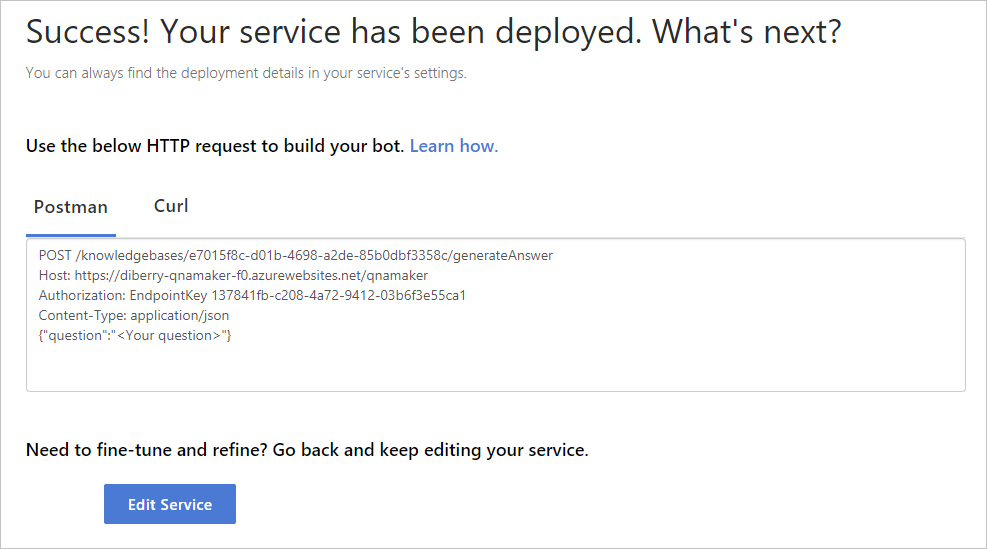 Success! Your service has been deployed. What's next?
You can always find the deployment details in your service's settings.
Use the below HTTP request to build your bot. Learn how.
Postman Curl
POST /knowledgebases/e7015f8c-d01b-4698-a2de-85b0dbf3358c/generateAnswer
Host: https://diberry-qnamaker-f0.azurewebsites.net/qnamaker
Authorization: EndpointKey 137841fb-c208-4a72-9412-03b6f3e55ca1
Content-Type: application/json
{"question":"<Your question>"}
Need to fine-tune and refine? Go back and keep editing your service.
Edit Service